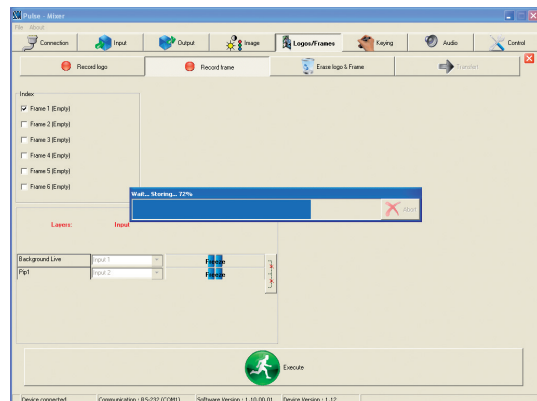 Pulse - Mixer
File About
Connection Input Output Image Logos/Frames Keying Audio Control
Record logo Record frame Erase logo & Frame Transfert
Index
Frame 1 (Empty)
Frame 2 (Empty)
Frame 3 (Empty)
Frame 4 (Empty)
Frame 5 (Empty)
Frame 6 (Empty)
Wait... Storing... 72%
Abort
Layers: Input
Background Live Input 1 Freeze
Pip1 Input 2 Freeze
Execute
Device connected Communication : RS-232 (COM1) Software Version : 1-10-00-01 Device Version : 1-12